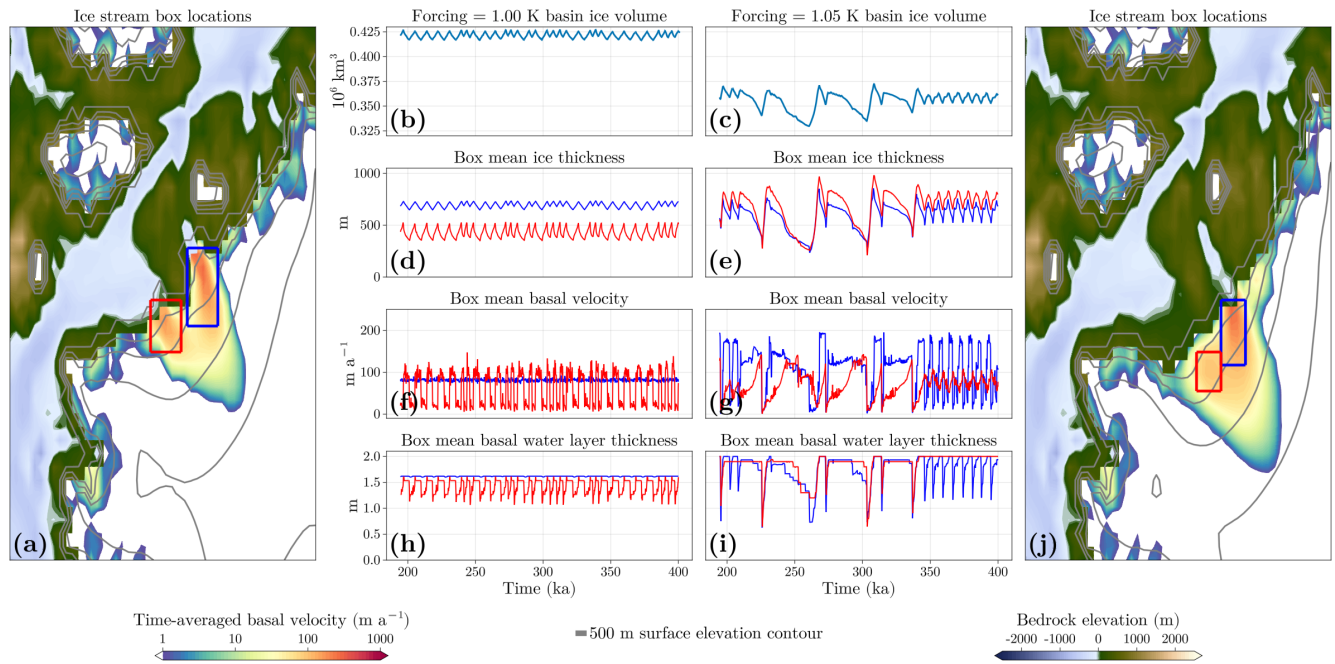 Ice stream box locations
Forcing = 1.00 K basin ice volume
Forcing = 1.05 K basin ice volume
Ice stream box locations
0.425
0.400
0.375
0.350
0.325
10⁶ km³
(b)
(c)
Box mean ice thickness
Box mean ice thickness
1000
500
0
m
(d)
(e)
Box mean basal velocity
Box mean basal velocity
200
100
0
m a⁻¹
(f)
(g)
Box mean basal water layer thickness
Box mean basal water layer thickness
2.0
1.5
1.0
0.5
0.0
m
(a)
(h)
(i)
(j)
200 250 300 350 400
200 250 300 350 400
Time (ka)
Time (ka)
Time-averaged basal velocity (m a⁻¹)
1 10 100 1000
500 m surface elevation contour
Bedrock elevation (m)
-2000 -1000 0 1000 2000